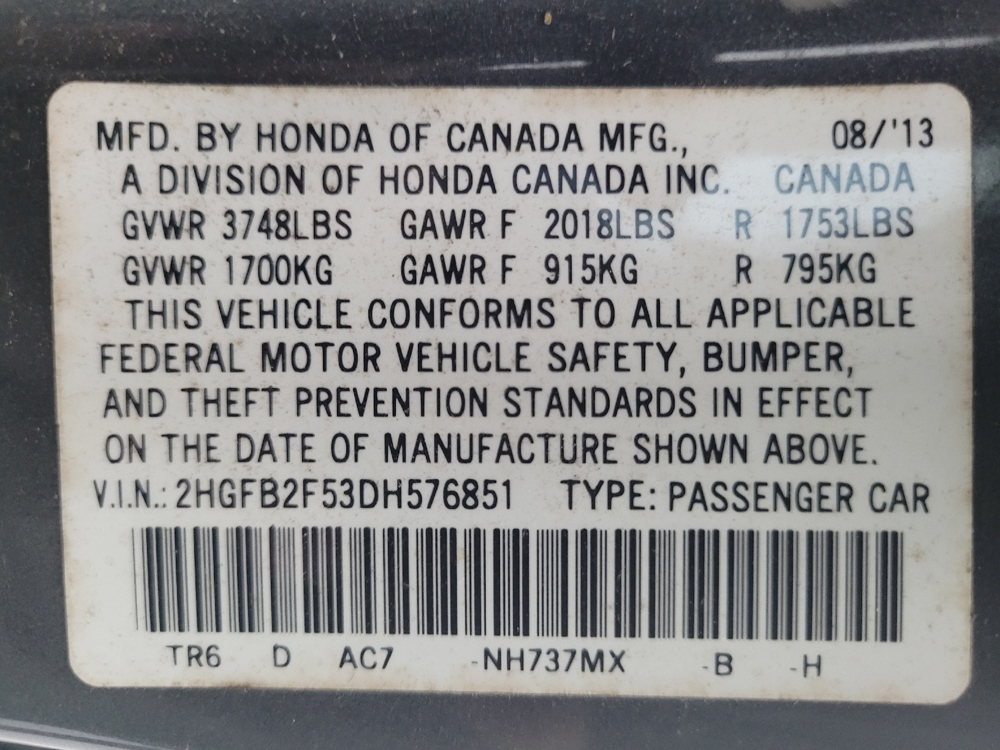 MFD. BY HONDA OF CANADA MFG., 08/'13
A DIVISION OF HONDA CANADA INC. CANADA
GVWR 3748LBS GAWR F 2018LBS R 1753LBS
GVWR 1700KG GAWR F 915KG R 795KG
THIS VEHICLE CONFORMS TO ALL APPLICABLE
FEDERAL MOTOR VEHICLE SAFETY, BUMPER,
AND THEFT PREVENTION STANDARDS IN EFFECT
ON THE DATE OF MANUFACTURE SHOWN ABOVE.
V.I.N.: 2HGFB2F53DH576851 TYPE: PASSENGER CAR
TR6 D AC7 -NH737MX -B -H